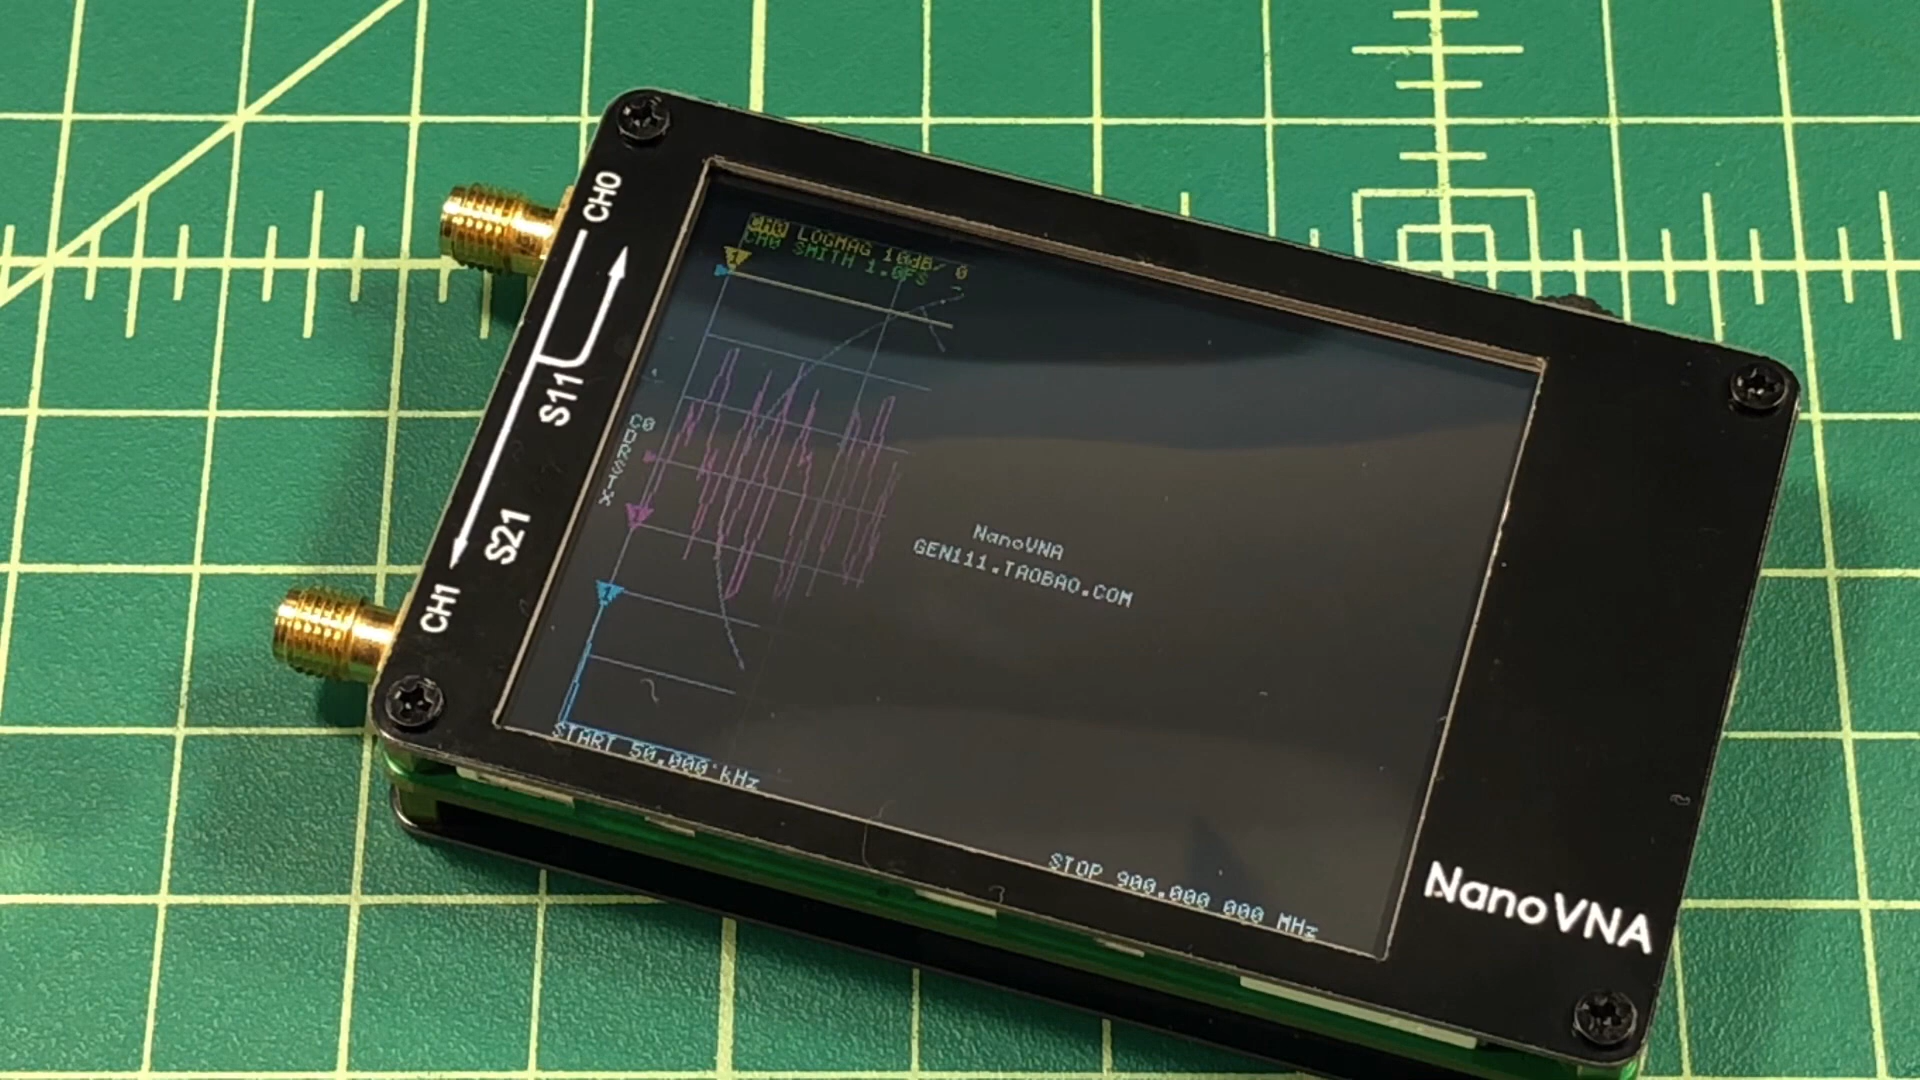 CH0
S11
S21
CH1
CH0 LOGMAG 10dB/ 0
CH0 SMITH 1.0FS
C0
D
R
S
T
X
NanoVNA
GEN111.TAOBAO.COM
START 50.000 kHz
STOP 900.000 000 MHz
NanoVNA